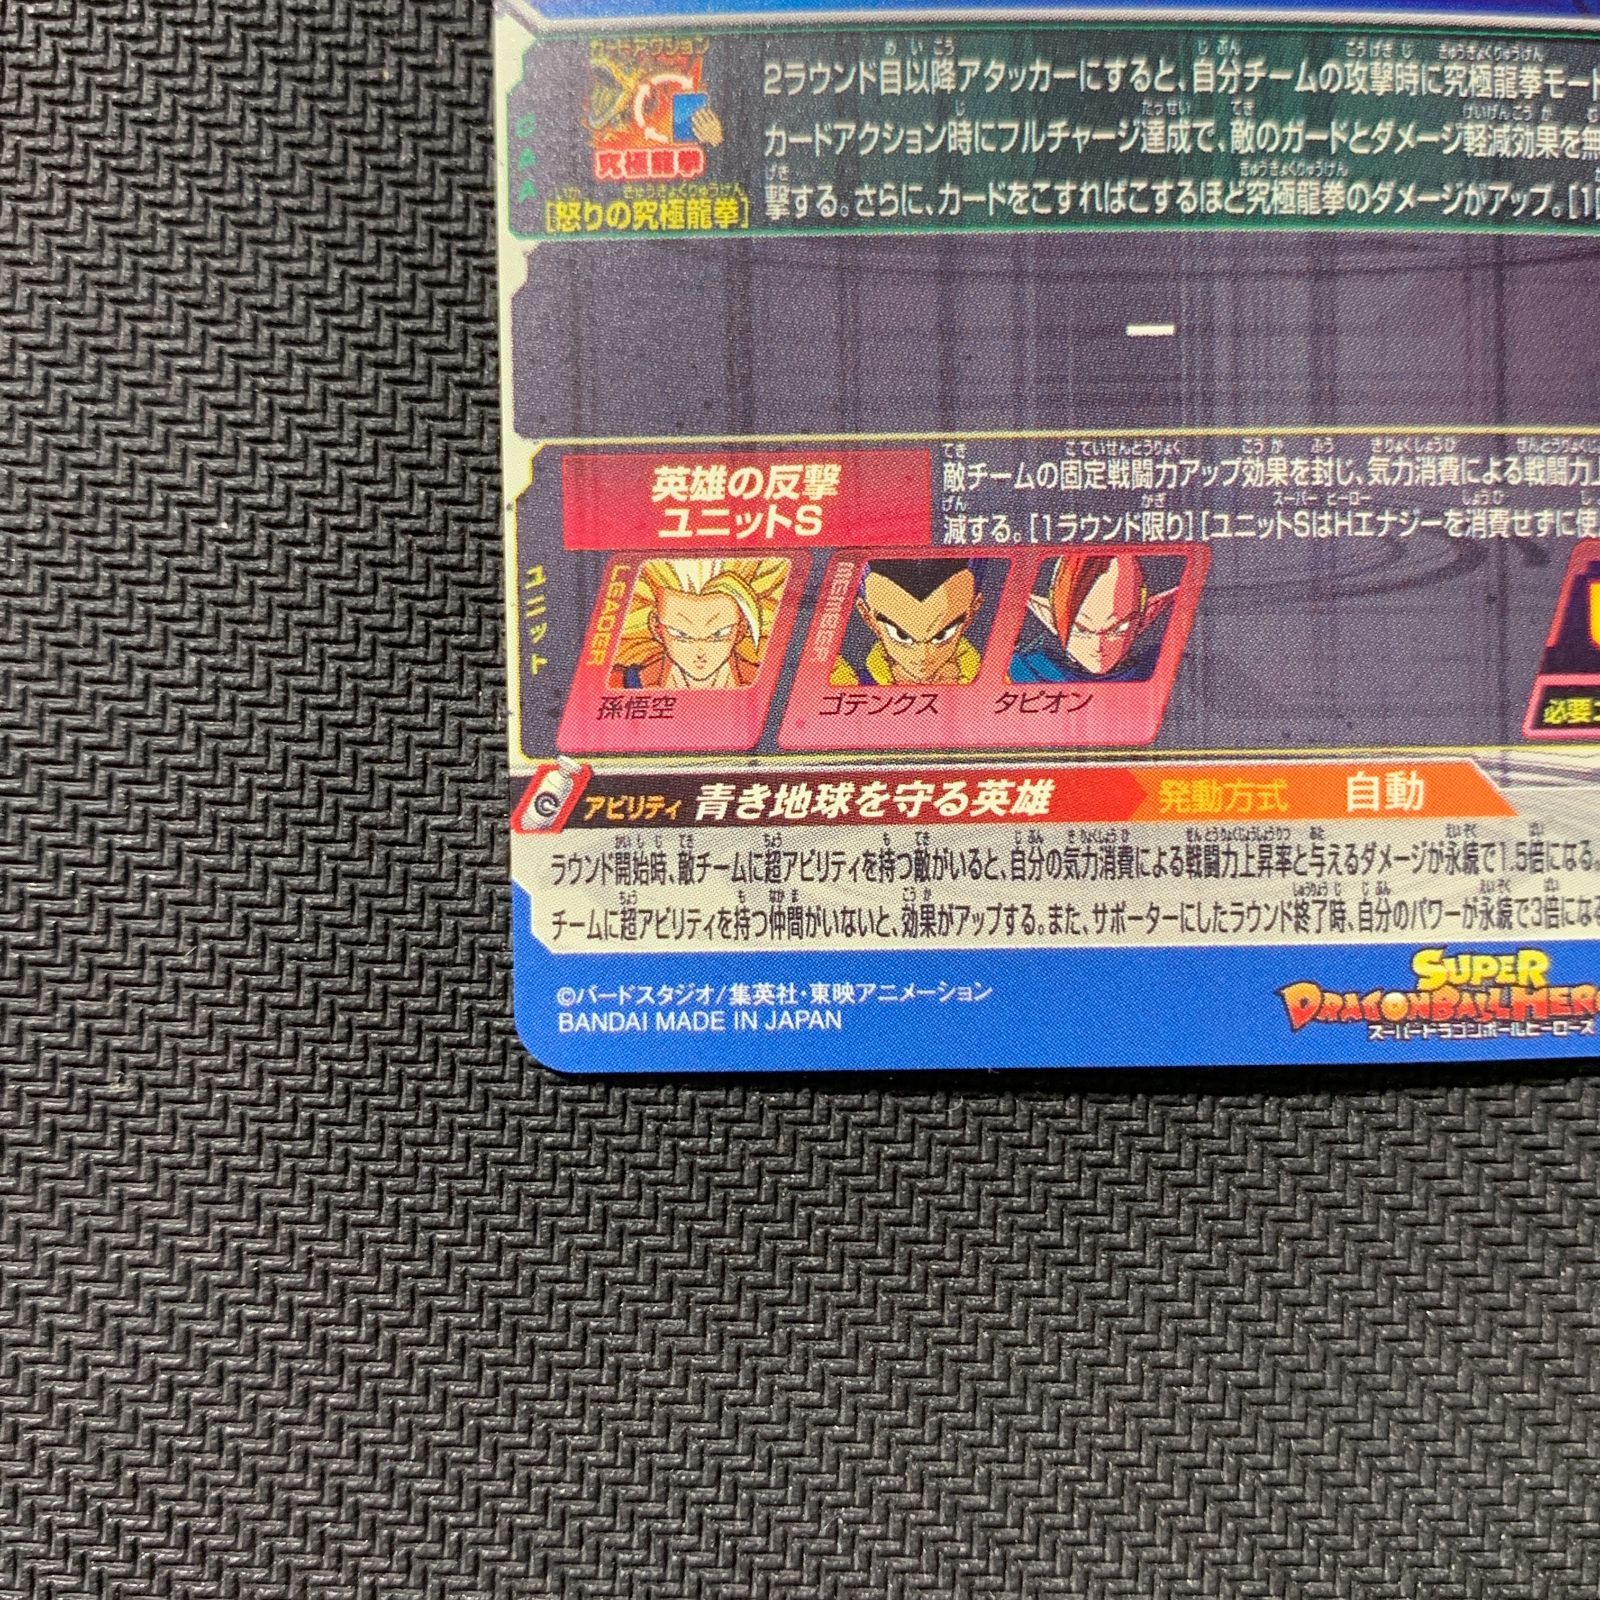 カードアクション
究極龍拳
CAA
[怒りの究極龍拳]
2ラウンド目以降アタッカーにすると、自分チームの攻撃時に究極龍拳モード
カードアクション時にフルチャージ達成で、敵のガードとダメージ軽減効果を無
撃する。さらに、カードをこすればこするほど究極龍拳のダメージがアップ。[1
ー
ユニット
英雄の反撃
ユニットS
敵チームの固定戦闘力アップ効果を封じ、気力消費による戦闘力上
減する。[1ラウンド限り][ユニットSはHエナジーを消費せずに使
LEADER
孫悟空
MEMBER
ゴテンクス
タピオン
必要
アビリティ 青き地球を守る英雄 発動方式 自動
ラウンド開始時、敵チームに超アビリティを持つ敵がいると、自分の気力消費による戦闘力上昇率と与えるダメージが永続で1.5倍になる。
チームに超アビリティを持つ仲間がいないと、効果がアップする。また、サポーターにしたラウンド終了時、自分のパワーが永続で3倍になる
©バードスタジオ/集英社・東映アニメーション
BANDAI MADE IN JAPAN
SUPER
DRAGONBALL HERO
スーパードラゴンボールヒーローズ